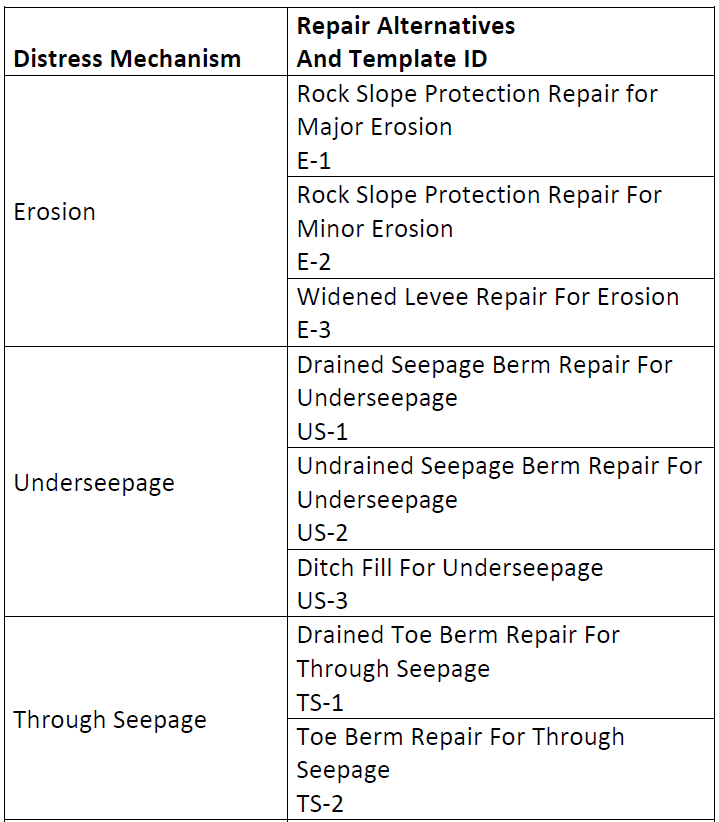 Distress Mechanism
Repair Alternatives
And Template ID
Erosion
Rock Slope Protection Repair for
Major Erosion
E-1
Rock Slope Protection Repair For
Minor Erosion
E-2
Widened Levee Repair For Erosion
E-3
Underseepage
Drained Seepage Berm Repair For
Underseepage
US-1
Undrained Seepage Berm Repair For
Underseepage
US-2
Ditch Fill For Underseepage
US-3
Through Seepage
Drained Toe Berm Repair For
Through Seepage
TS-1
Toe Berm Repair For Through
Seepage
TS-2